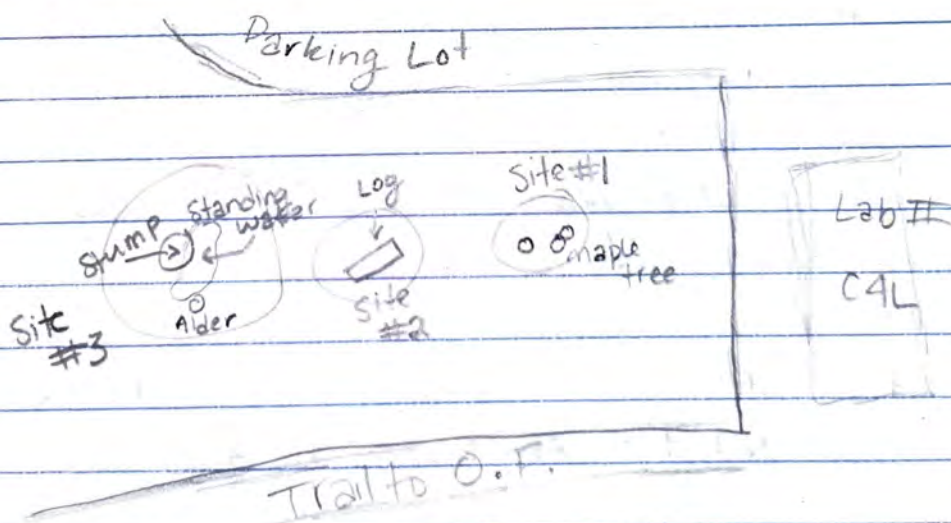 Parking Lot
Site #1
Log
Standing
water
Stump
maple
tree
Lab II
C4L
Site
#2
Alder
Site
#3
Trail to O.F.